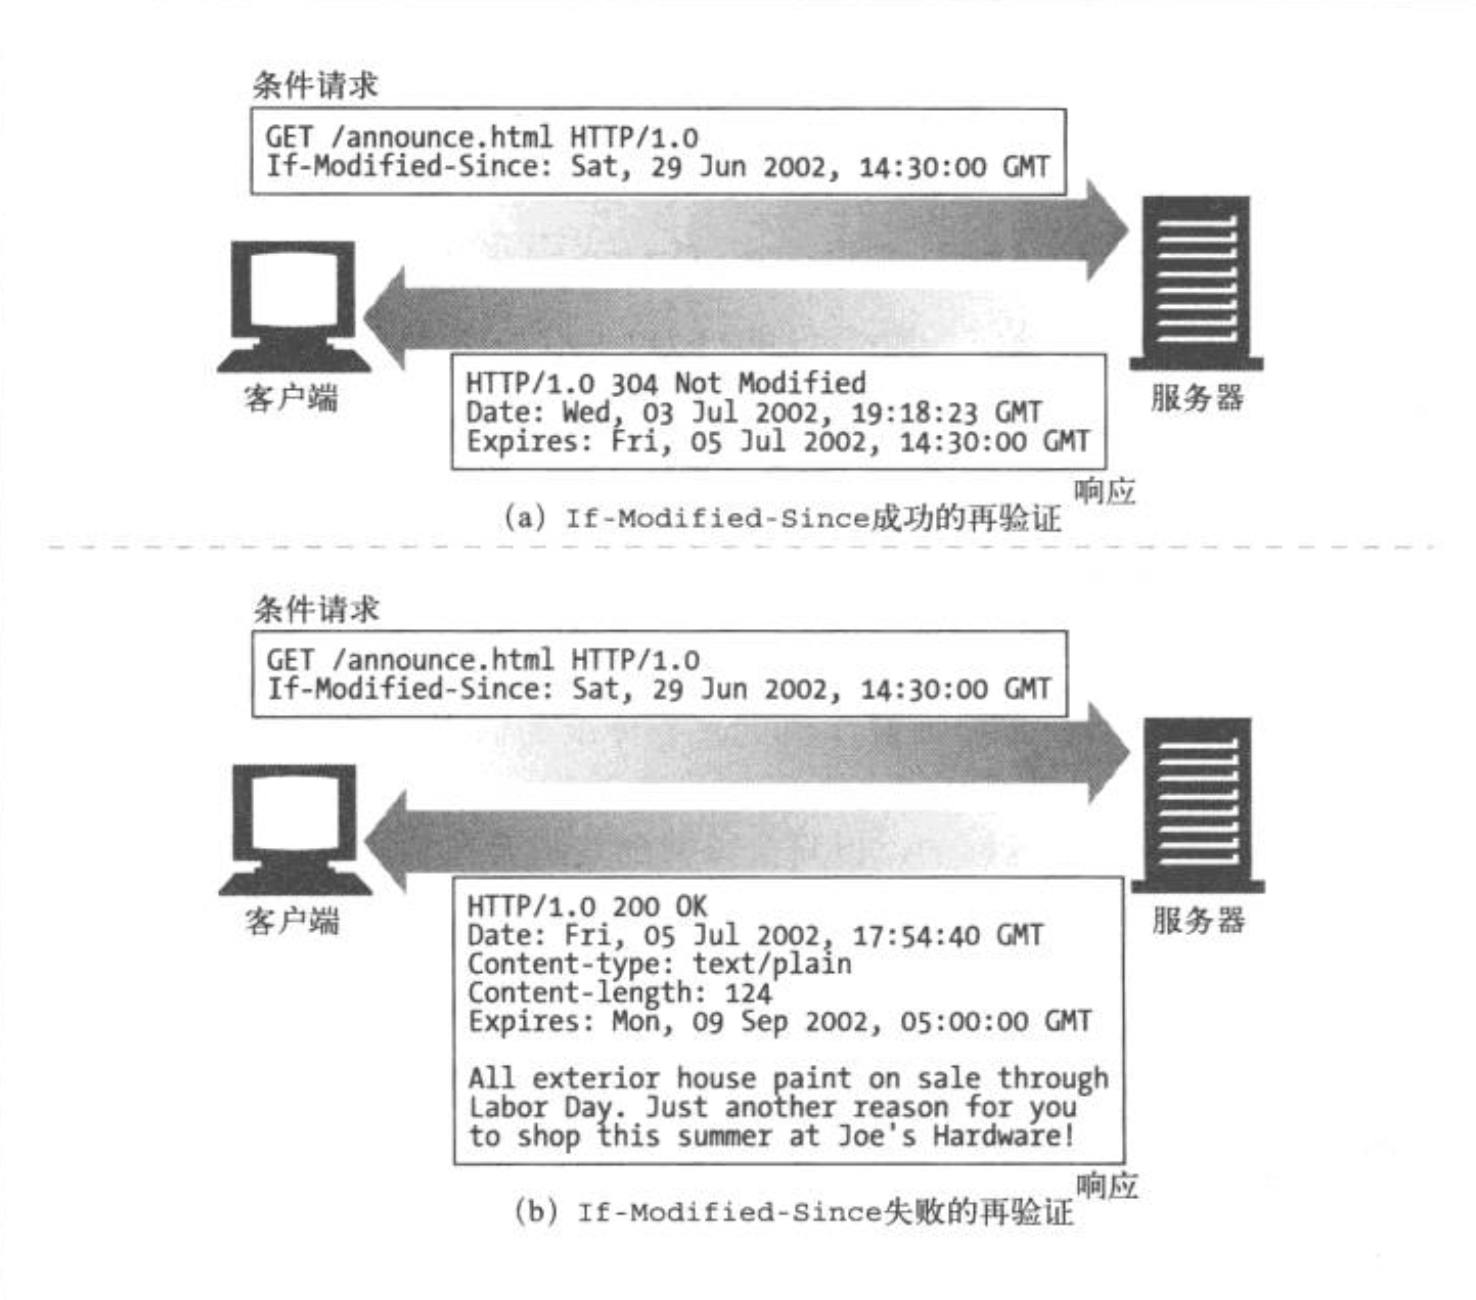 条件请求
GET /announce.html HTTP/1.0
If-Modified-Since: Sat, 29 Jun 2002, 14:30:00 GMT
客户端
服务器
HTTP/1.0 304 Not Modified
Date: Wed, 03 Jul 2002, 19:18:23 GMT
Expires: Fri, 05 Jul 2002, 14:30:00 GMT
响应
(a) If-Modified-Since成功的再验证
条件请求
GET /announce.html HTTP/1.0
If-Modified-Since: Sat, 29 Jun 2002, 14:30:00 GMT
客户端
服务器
HTTP/1.0 200 OK
Date: Fri, 05 Jul 2002, 17:54:40 GMT
Content-type: text/plain
Content-length: 124
Expires: Mon, 09 Sep 2002, 05:00:00 GMT
All exterior house paint on sale through
Labor Day. Just another reason for you
to shop this summer at Joe's Hardware!
响应
(b) If-Modified-Since失败的再验证